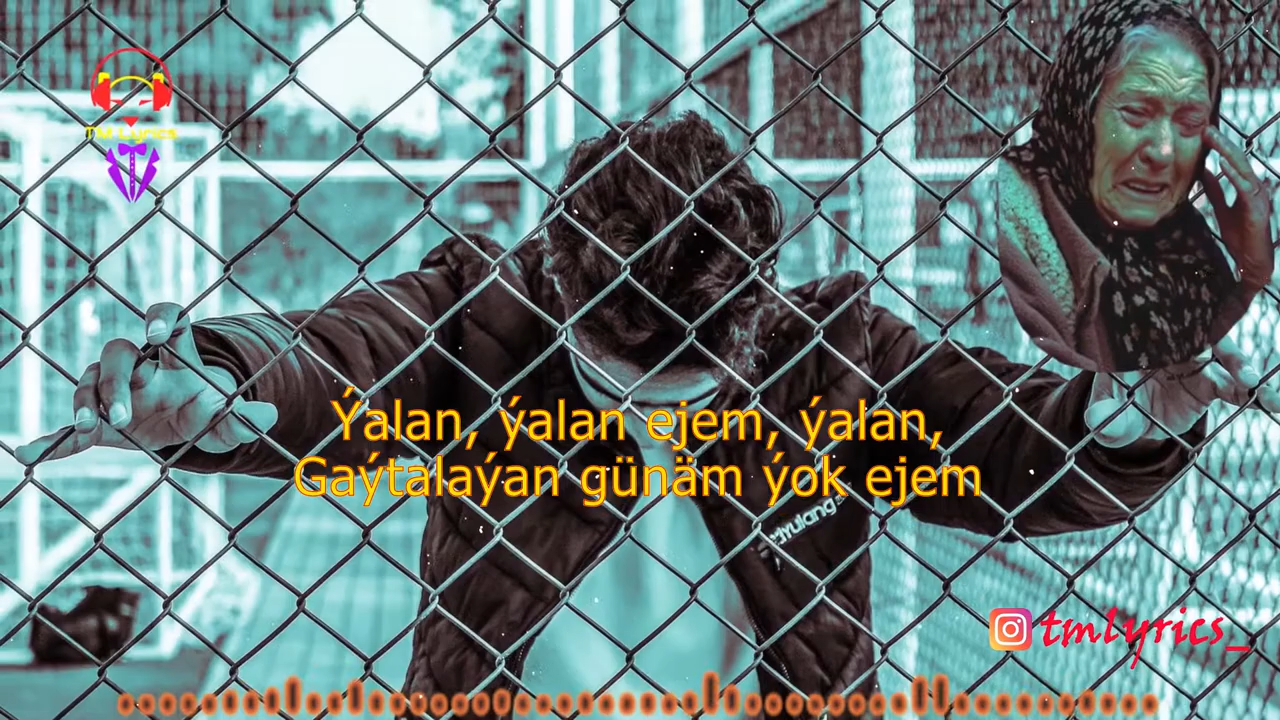 TM Lyrics
Ýalan, ýalan ejem, ýalan,
Gaýtalaýan günäm ýok ejem
tmlyrics_